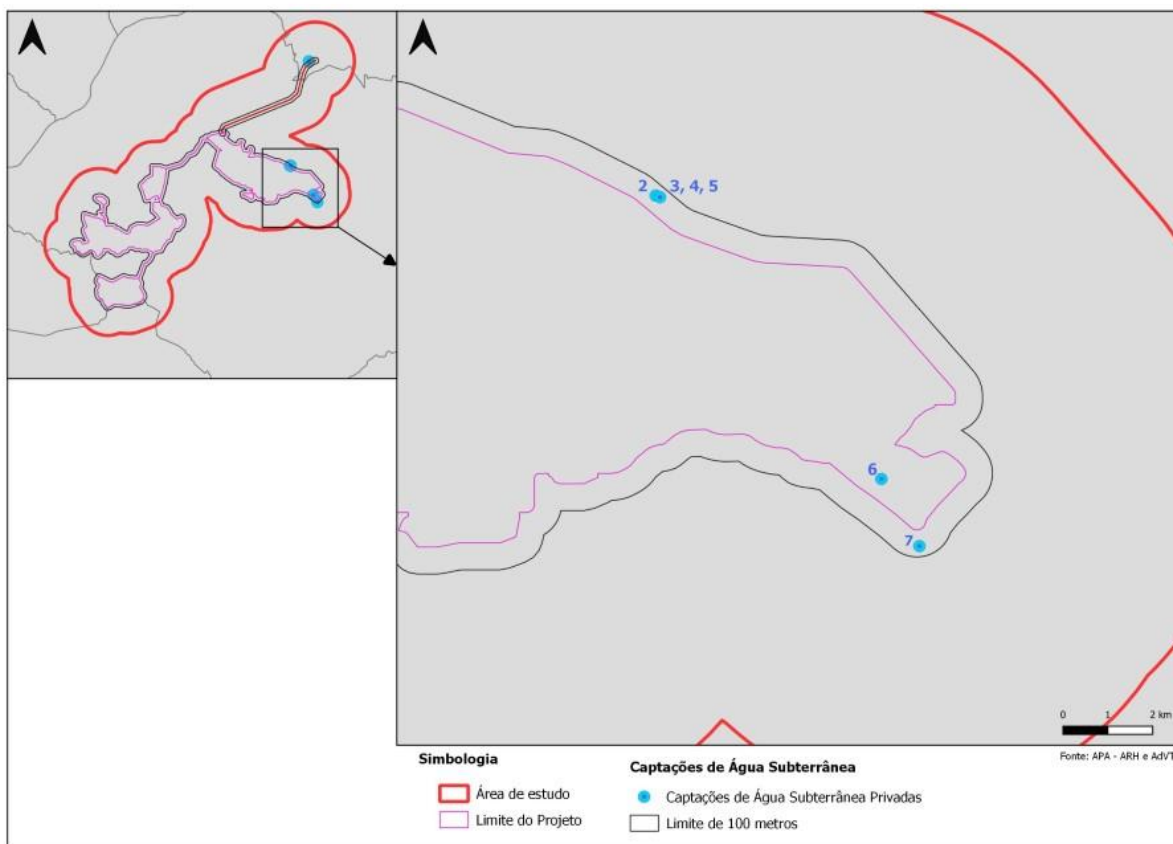 2 3, 4, 5
6
7
0 1 2 km
Fonte: APA - ARH e AdVT
Simbologia
Área de estudo
Limite do Projeto
Captações de Água Subterrânea
Captações de Água Subterrânea Privadas
Limite de 100 metros